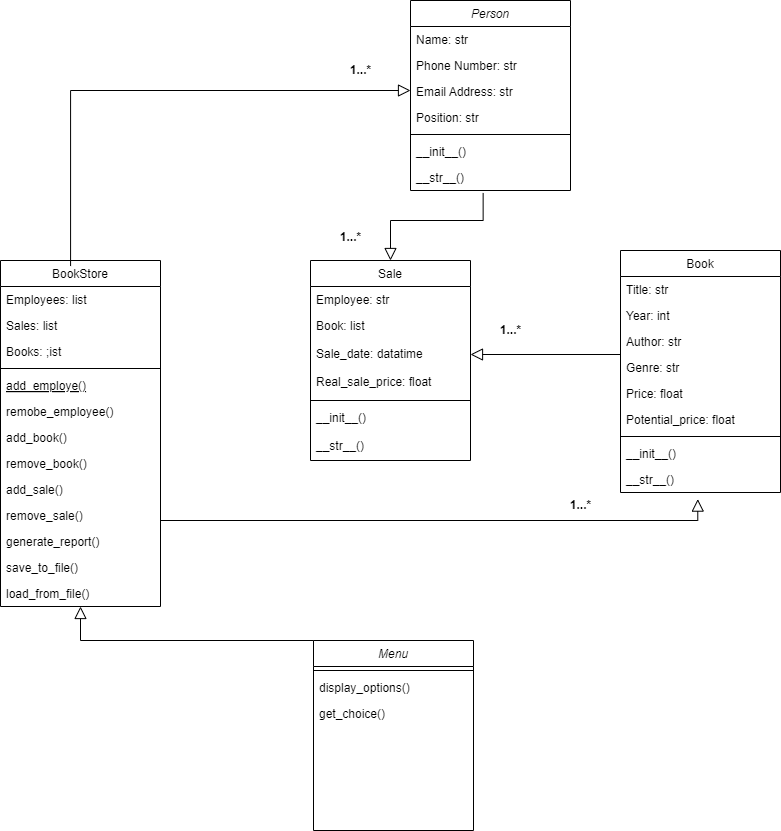 Person
Name: str
Phone Number: str
Email Address: str
Position: str
__init__()
__str__()
1...*
1...*
BookStore
Employees: list
Sales: list
Books: ;ist
add_employe()
remobe_employee()
add_book()
remove_book()
add_sale()
remove_sale()
generate_report()
save_to_file()
load_from_file()
Sale
Employee: str
Book: list
Sale_date: datatime
Real_sale_price: float
__init__()
__str__()
1...*
Book
Title: str
Year: int
Author: str
Genre: str
Price: float
Potential_price: float
__init__()
__str__()
1...*
Menu
display_options()
get_choice()